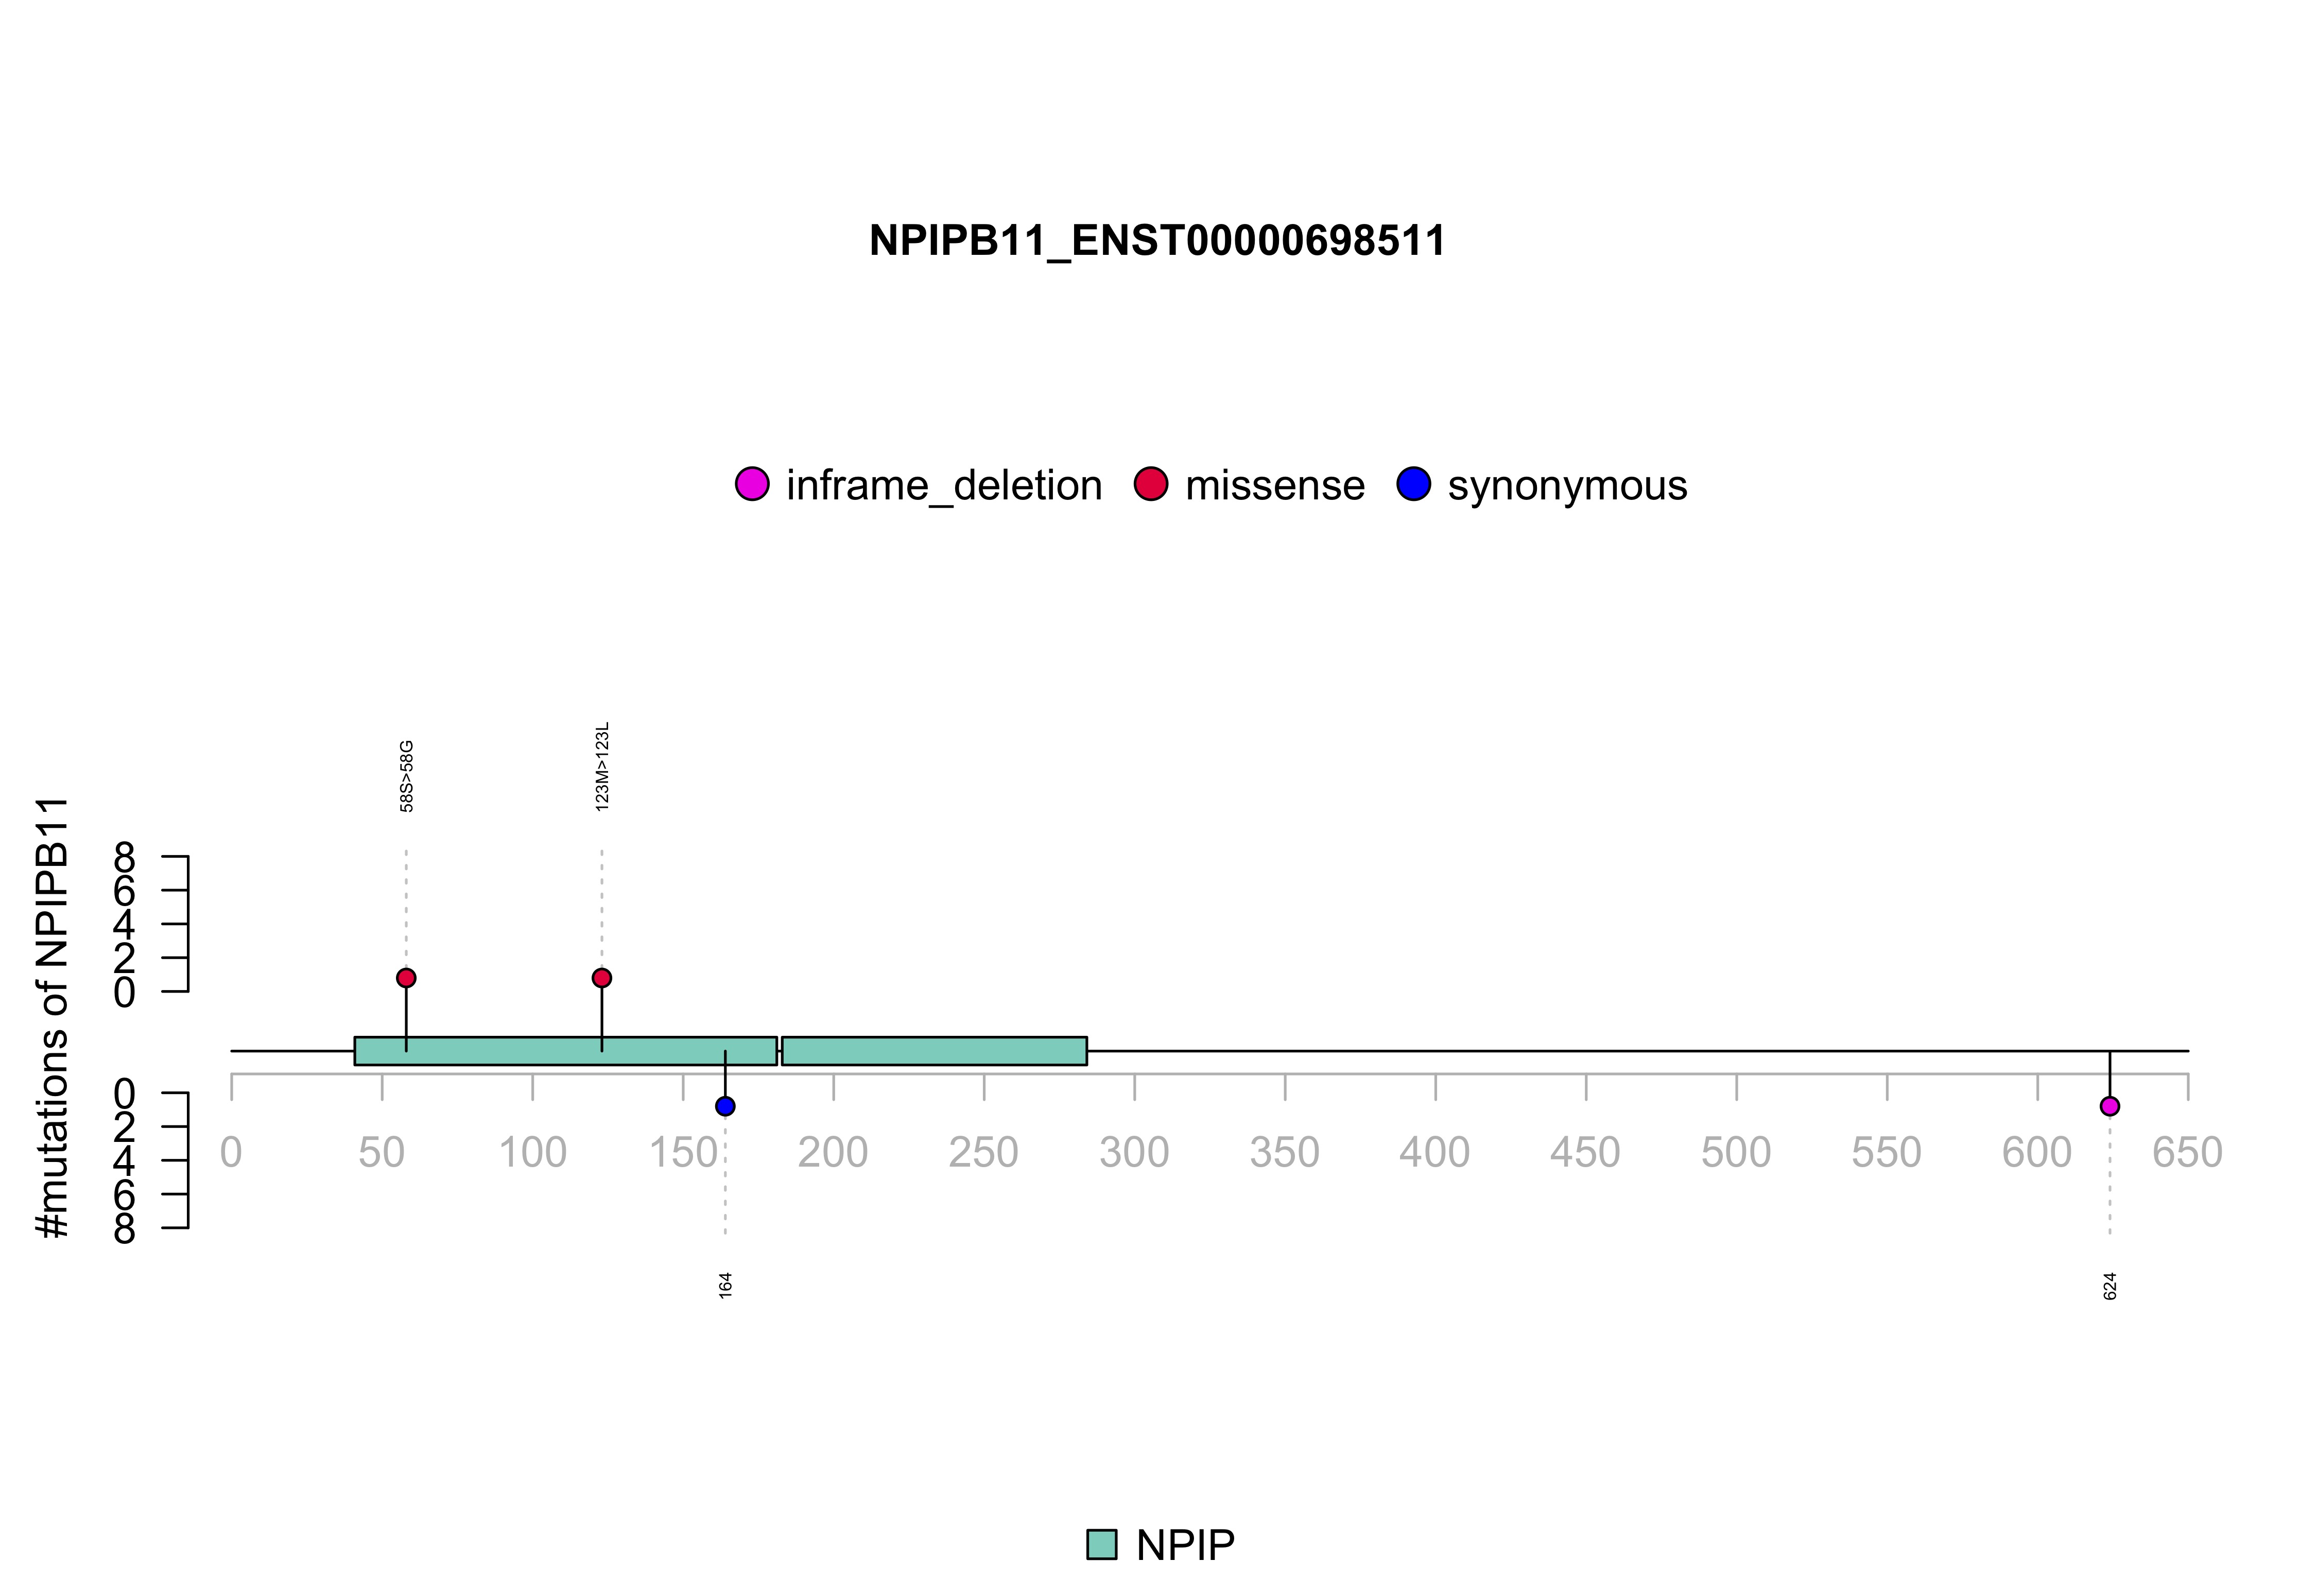 NPIPB11_ENST00000698511
inframe_deletion missense synonymous
58S>58G 123M>123L
#mutations of NPIPB11
8
6
4
2
0
0
2
4
6
8
0 50 100 150 200 250 300 350 400 450 500 550 600 650
164 624
NPIP